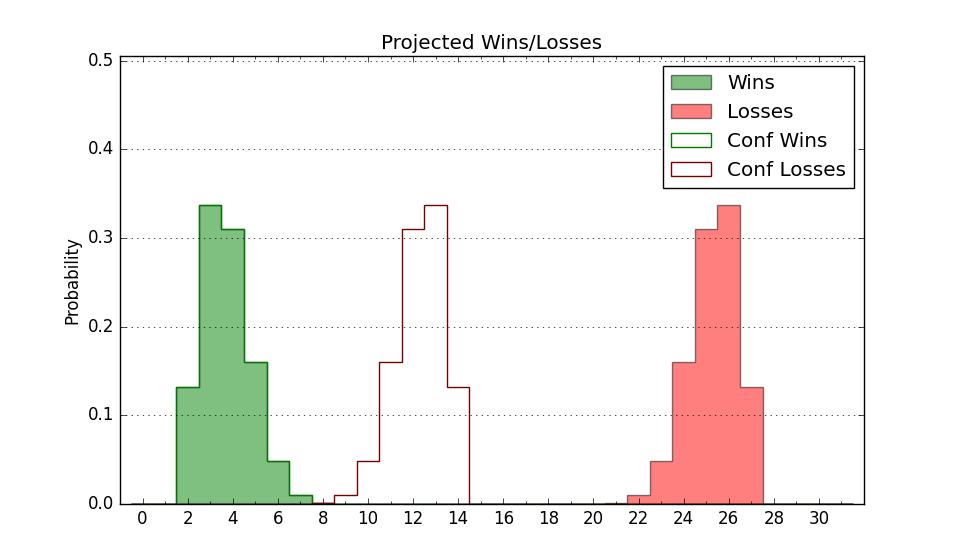 Projected Wins/Losses
0.5
0.4
0.3
0.2
0.1
0.0
Probability
Wins
Losses
Conf Wins
Conf Losses
0 2 4 6 8 10 12 14 16 18 20 22 24 26 28 30